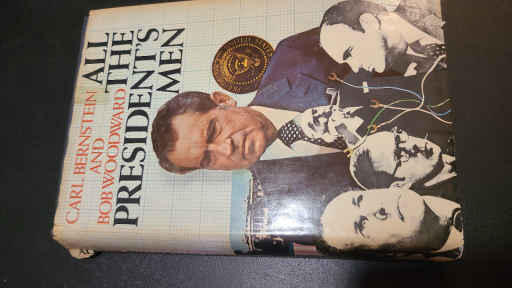 CARL BERNSTEIN
AND
BOB WOODWARD
ALL
THE
PRESIDENT'S
MEN